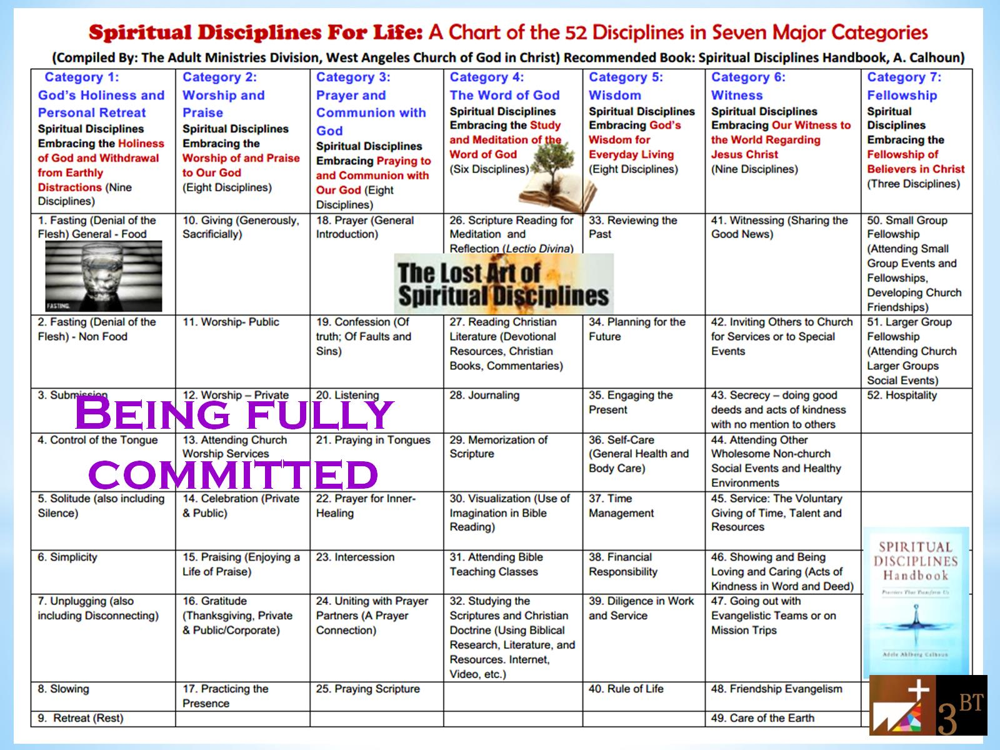 Spiritual Disciplines For Life: A Chart of the 52 Disciplines in Seven Major Categories
(Compiled By: The Adult Ministries Division, West Angeles Church of God in Christ) Recommended Book: Spiritual Disciplines Handbook, A. Calhoun)
Category 1:
God's Holiness and
Personal Retreat
Spiritual Disciplines
Embracing the Holiness
of God and Withdrawal
from Earthly
Distractions (Nine
Disciplines)
Category 2:
Worship and
Praise
Spiritual Disciplines
Embracing the
Worship of and Praise
to Our God
(Eight Disciplines)
Category 3:
Prayer and
Communion with
God
Spiritual Disciplines
Embracing Praying to
and Communion with
Our God (Eight
Disciplines)
Category 4:
The Word of God
Spiritual Disciplines
Embracing the Study
and Meditation of the
Word of God
(Six Disciplines)
Category 5:
Wisdom
Spiritual Disciplines
Embracing God's
Wisdom for
Everyday Living
(Eight Disciplines)
Category 6:
Witness
Spiritual Disciplines
Embracing Our Witness to
the World Regarding
Jesus Christ
(Nine Disciplines)
Category 7:
Fellowship
Spiritual
Disciplines
Embracing the
Fellowship of
Believers in Christ
(Three Disciplines)
1. Fasting (Denial of the
Flesh) General - Food
FASTING.
10. Giving (Generously,
Sacrificially)
18. Prayer (General
Introduction)
26. Scripture Reading for
Meditation and
Reflection (Lectio Divina)
The Lost Art of
Spiritual Disciplines
33. Reviewing the
Past
41. Witnessing (Sharing the
Good News)
50. Small Group
Fellowship
(Attending Small
Group Events and
Fellowships,
Developing Church
Friendships)
2. Fasting (Denial of the
Flesh) - Non Food
11. Worship- Public
19. Confession (Of
truth; Of Faults and
Sins)
27. Reading Christian
Literature (Devotional
Resources, Christian
Books, Commentaries)
34. Planning for the
Future
42. Inviting Others to Church
for Services or to Special
Events
51. Larger Group
Fellowship
(Attending Church
Larger Groups
Social Events)
3. Submission
12. Worship – Private
20. Listening
28. Journaling
35. Engaging the
Present
43. Secrecy – doing good
deeds and acts of kindness
with no mention to others
52. Hospitality
BEING FULLY
COMMITTED
4. Control of the Tongue
13. Attending Church
Worship Services
21. Praying in Tongues
29. Memorization of
Scripture
36. Self-Care
(General Health and
Body Care)
44. Attending Other
Wholesome Non-church
Social Events and Healthy
Environments
5. Solitude (also including
Silence)
14. Celebration (Private
& Public)
22. Prayer for Inner-
Healing
30. Visualization (Use of
Imagination in Bible
Reading)
37. Time
Management
45. Service: The Voluntary
Giving of Time, Talent and
Resources
6. Simplicity
15. Praising (Enjoying a
Life of Praise)
23. Intercession
31. Attending Bible
Teaching Classes
38. Financial
Responsibility
46. Showing and Being
Loving and Caring (Acts of
Kindness in Word and Deed)
7. Unplugging (also
including Disconnecting)
16. Gratitude
(Thanksgiving, Private
& Public/Corporate)
24. Uniting with Prayer
Partners (A Prayer
Connection)
32. Studying the
Scriptures and Christian
Doctrine (Using Biblical
Research, Literature, and
Resources. Internet,
Video, etc.)
39. Diligence in Work
and Service
47. Going out with
Evangelistic Teams or on
Mission Trips
8. Slowing
17. Practicing the
Presence
25. Praying Scripture
40. Rule of Life
48. Friendship Evangelism
9. Retreat (Rest)
49. Care of the Earth
SPIRITUAL
DISCIPLINES
Handbook
Practices That Transform Us
Adele Ahlberg Calhoun
3BT